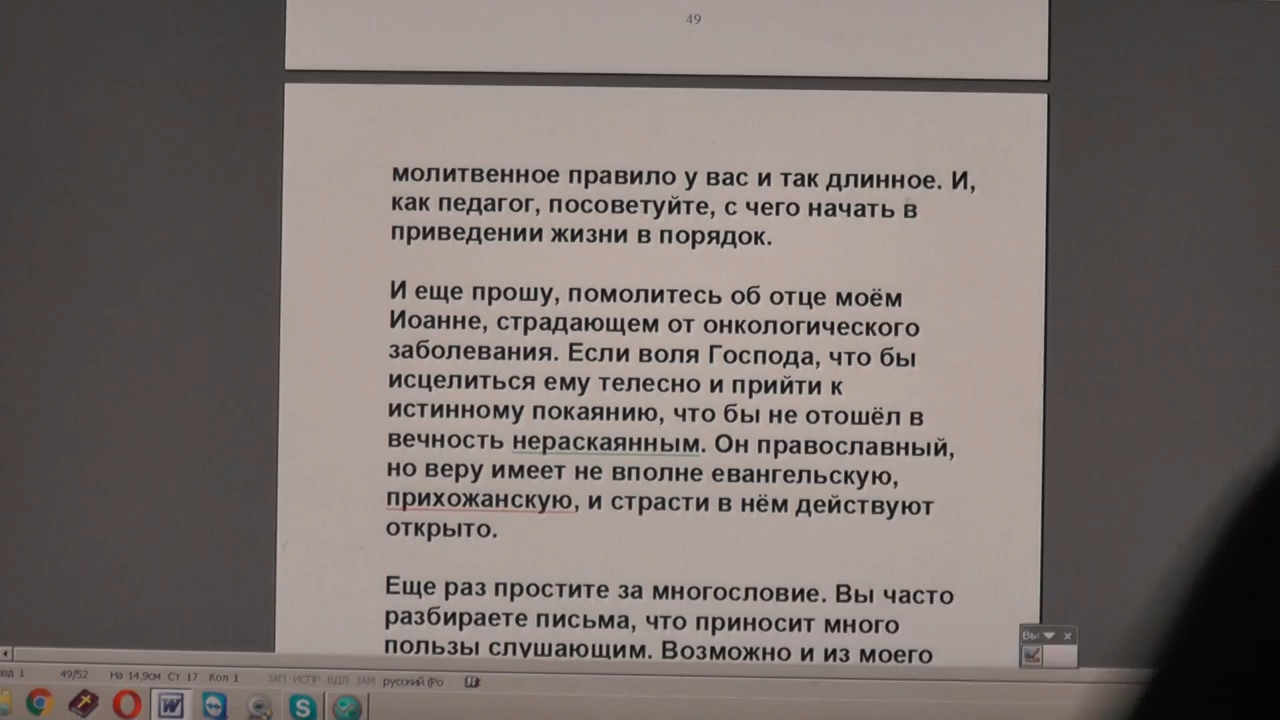 49
молитвенное правило у вас и так длинное. И,
как педагог, посоветуйте, с чего начать в
приведении жизни в порядок.
И еще прошу, помолитесь об отце моём
Иоанне, страдающем от онкологического
заболевания. Если воля Господа, что бы
исцелиться ему телесно и прийти к
истинному покаянию, что бы не отошёл в
вечность нераскаянным. Он православный,
но веру имеет не вполне евангельскую,
прихожанскую, и страсти в нём действуют
открыто.
Еще раз простите за многословие. Вы часто
разбираете письма, что приносит много
пользы слушающим. Возможно и из моего
49/52 На 14,9см Ст 17 Кол 1 ЗАП ИСПР ВДЛ ЗАМ русский (Ро